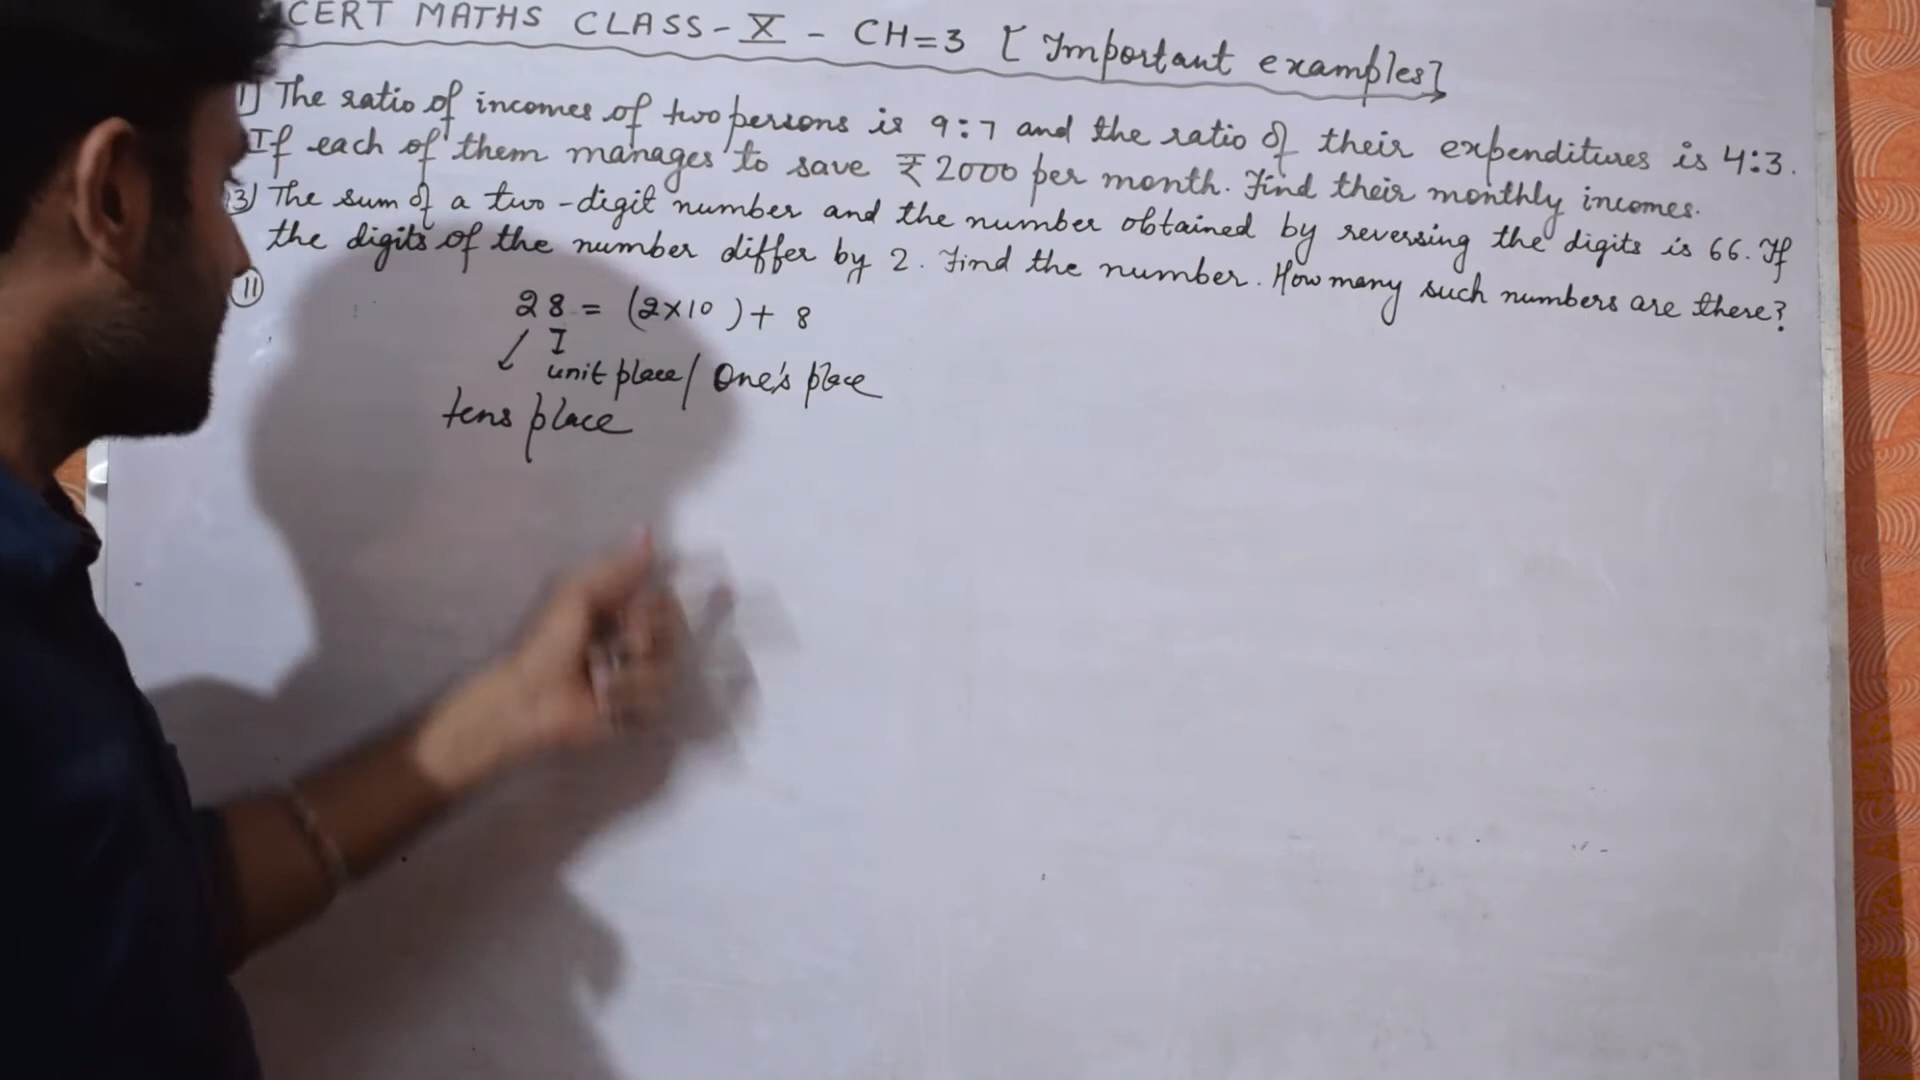 CERT MATHS CLASS-X - CH=3 [Important examples]
1) The ratio of incomes of two persons is 9:7 and the ratio of their expenditures is 4:3.
If each of them manages to save ₹2000 per month. Find their monthly incomes.
3) The sum of a two-digit number and the number obtained by reversing the digits is 66. If
the digits of the number differ by 2. Find the number. How many such numbers are there?
11
28 = (2×10) + 8
unit place / One's place
tens place